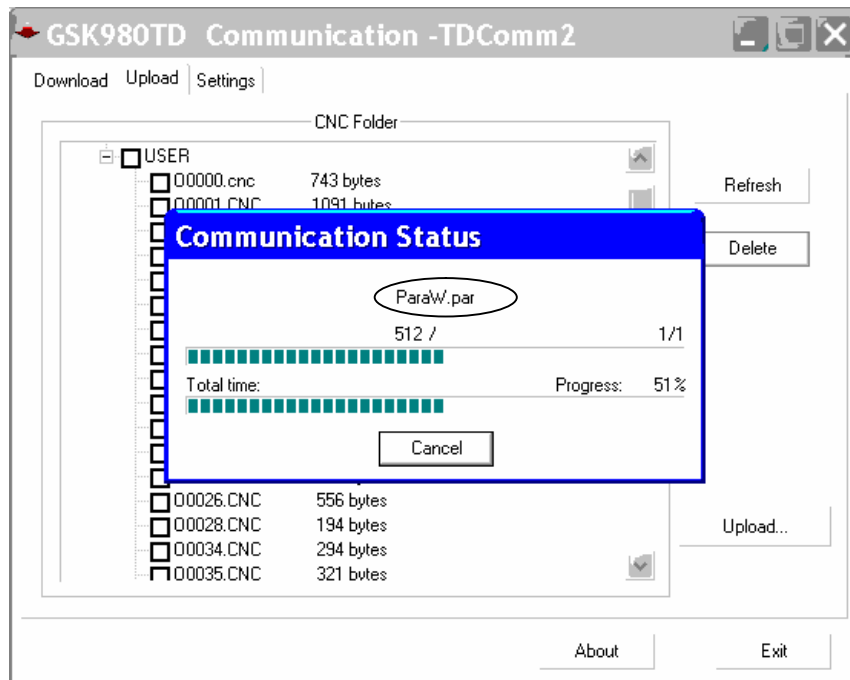 GSK980TD Communication -TDComm2
Download Upload Settings
CNC Folder
USER
O0000.cnc 743 bytes
O0001.CNC 1091 bytes
Refresh
Communication Status
Delete
ParaW.par
512 / 1/1
Total time: Progress: 51%
Cancel
O0026.CNC 556 bytes
O0028.CNC 194 bytes
Upload...
O0034.CNC 294 bytes
O0035.CNC 321 bytes
About Exit